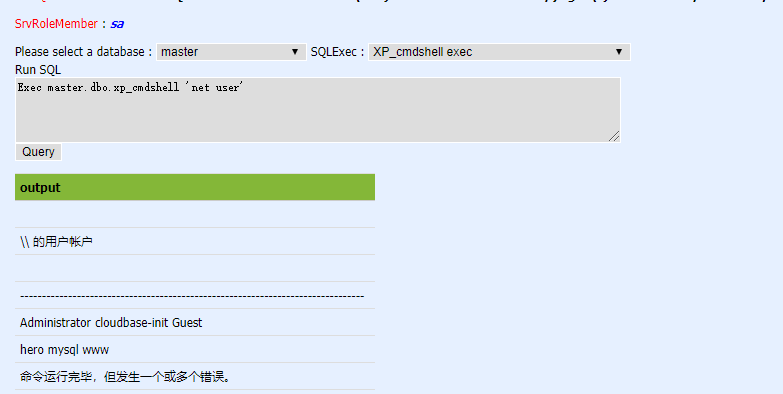 SrvRoleMember : sa
Please select a database : master SQLExec : XP_cmdshell exec
Run SQL
Exec master.dbo.xp_cmdshell 'net user'
Query
output
\\ 的用户帐户
-------------------------------------------------------------------------------
Administrator cloudbase-init Guest
hero mysql www
命令运行完毕，但发生一个或多个错误。